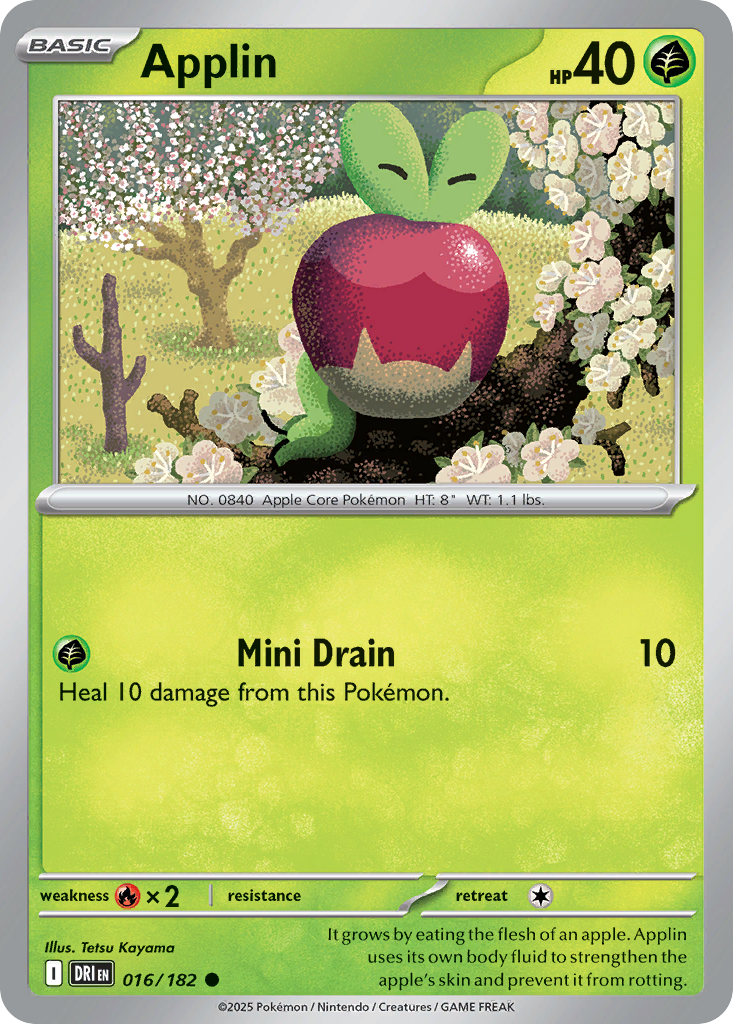 BASIC
Applin
HP 40
NO. 0840 Apple Core Pokémon HT: 8" WT: 1.1 lbs.
Mini Drain 10
Heal 10 damage from this Pokémon.
weakness ×2 resistance retreat
Illus. Tetsu Kayama
I DRI EN 016/182
It grows by eating the flesh of an apple. Applin
uses its own body fluid to strengthen the
apple's skin and prevent it from rotting.
©2025 Pokémon / Nintendo / Creatures / GAME FREAK